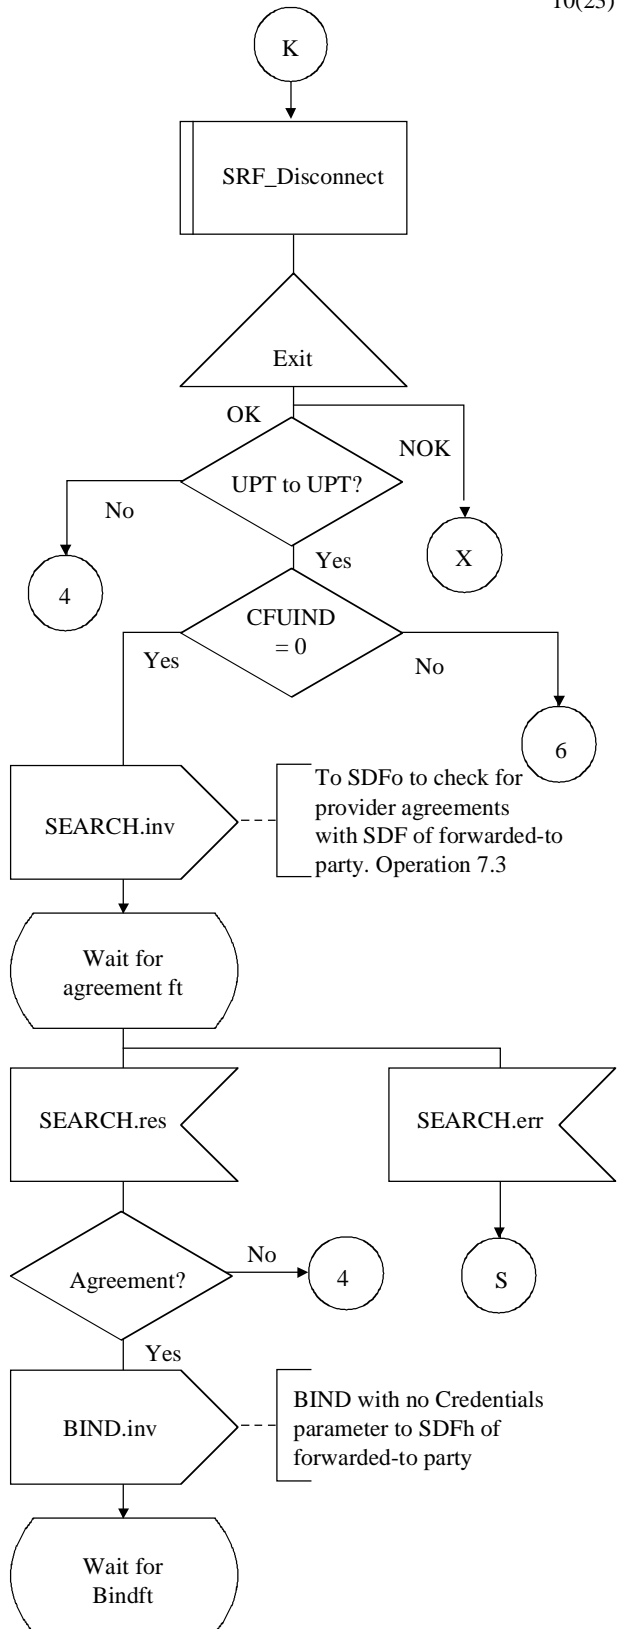 10(23)
K
SRF_Disconnect
Exit
OK
NOK
UPT to UPT?
No
Yes
X
4
CFUIND
= 0
Yes
No
6
To SDFo to check for
provider agreements
with SDF of forwarded-to
party. Operation 7.3
SEARCH.inv
Wait for
agreement ft
SEARCH.res
SEARCH.err
Agreement?
No
4
S
Yes
BIND.inv
BIND with no Credentials
parameter to SDFh of
forwarded-to party
Wait for
Bindft